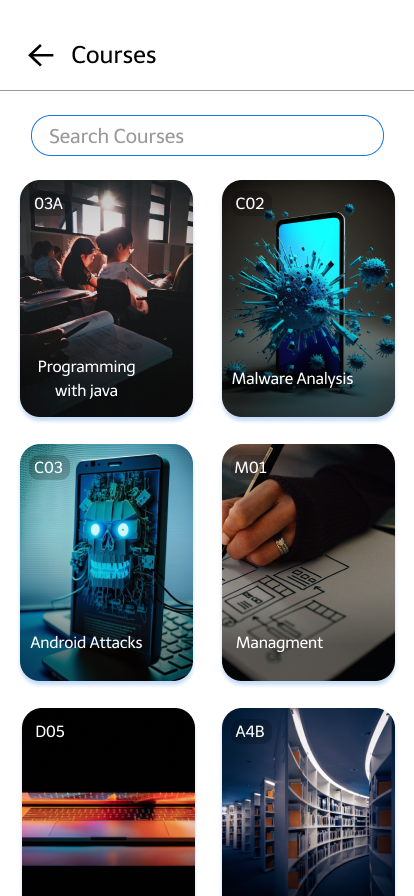 Courses
Search Courses
03A
C02
Programming
with java
Malware Analysis
C03
M01
Android Attacks
Managment
D05
A4B